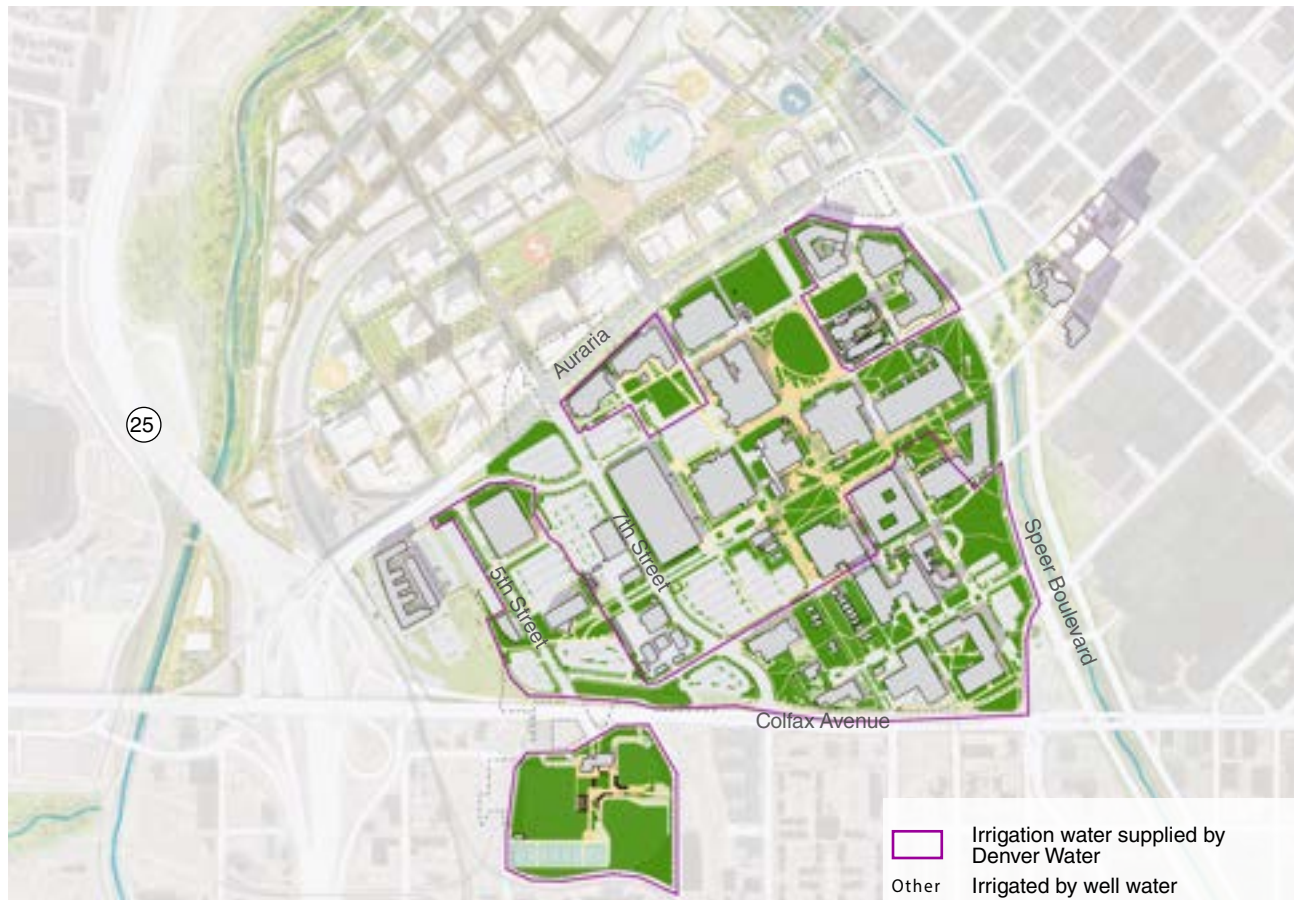 Auraria
25
7th Street
5th Street
Speer Boulevard
Colfax Avenue
Irrigation water supplied by
Denver Water
Other Irrigated by well water